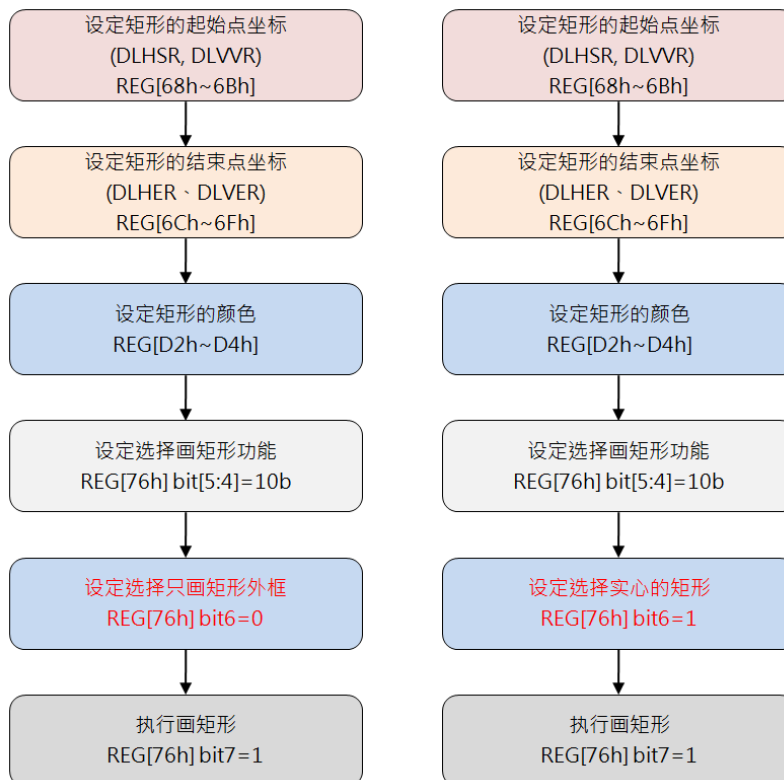 设定矩形的起始点坐标
(DLHSR, DLVVR)
REG[68h~6Bh]
设定矩形的结束点坐标
(DLHER、DLVER)
REG[6Ch~6Fh]
设定矩形的颜色
REG[D2h~D4h]
设定选择画矩形功能
REG[76h] bit[5:4]=10b
设定选择只画矩形外框
REG[76h] bit6=0
执行画矩形
REG[76h] bit7=1
设定矩形的起始点坐标
(DLHSR, DLVVR)
REG[68h~6Bh]
设定矩形的结束点坐标
(DLHER、DLVER)
REG[6Ch~6Fh]
设定矩形的颜色
REG[D2h~D4h]
设定选择画矩形功能
REG[76h] bit[5:4]=10b
设定选择实心的矩形
REG[76h] bit6=1
执行画矩形
REG[76h] bit7=1